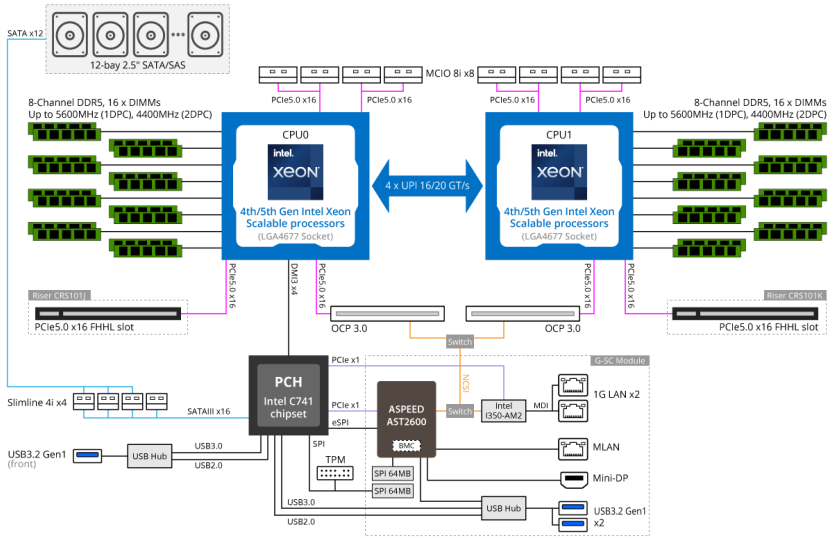 SATA x12
12-bay 2.5" SATA/SAS
MCIO 8i x8
PCIe5.0 x16
PCIe5.0 x16
PCIe5.0 x16
PCIe5.0 x16
8-Channel DDR5, 16 x DIMMs
Up to 5600MHz (1DPC), 4400MHz (2DPC)
8-Channel DDR5, 16 x DIMMs
Up to 5600MHz (1DPC), 4400MHz (2DPC)
CPU0
intel.
xeon
4th/5th Gen Intel Xeon
Scalable processors
(LGA4677 Socket)
4 x UPI 16/20 GT/s
CPU1
intel.
xeon
4th/5th Gen Intel Xeon
Scalable processors
(LGA4677 Socket)
PCIe5.0 x16
DMI3 x4
PCIe5.0 x16
PCIe5.0 x16
PCIe5.0 x16
Riser CRS101J
PCIe5.0 x16 FHHL slot
Riser CRS101K
PCIe5.0 x16 FHHL slot
OCP 3.0
OCP 3.0
Switch
NCSI
G-SC Module
PCH
Intel C741
chipset
PCIe x1
PCIe x1
eSPI
SPI
ASPEED
AST2600
BMC
Switch
Intel
I350-AM2
MDI
1G LAN x2
MLAN
Mini-DP
Slimline 4i x4
SATAIII x16
USB3.2 Gen1
(front)
USB Hub
USB3.0
USB2.0
TPM
SPI 64MB
SPI 64MB
USB3.0
USB2.0
USB Hub
USB3.2 Gen1
x2